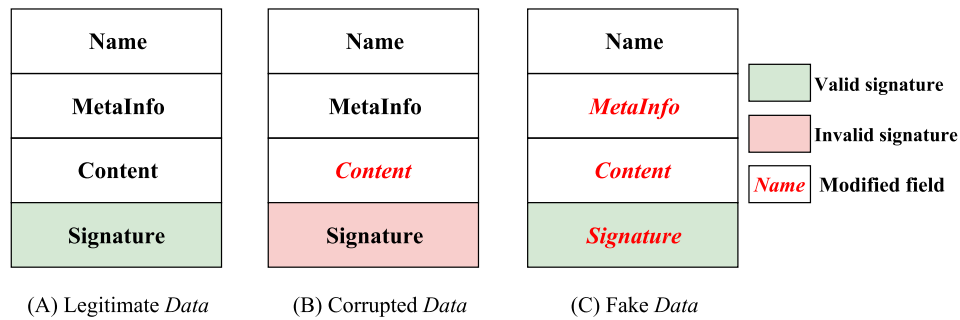 Name
MetaInfo
Content
Signature
(A) Legitimate Data
Name
MetaInfo
Content
Signature
(B) Corrupted Data
Name
MetaInfo
Content
Signature
(C) Fake Data
Valid signature
Invalid signature
Name Modified field